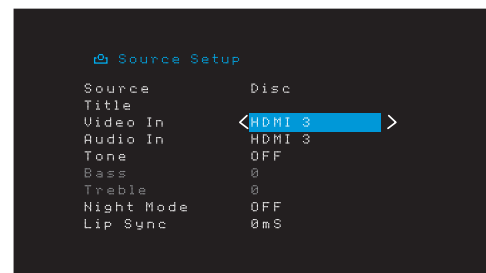 Source Setup
Source Disc
Title
Video In HDMI 3
Audio In HDMI 3
Tone OFF
Bass 0
Treble 0
Night Mode OFF
Lip Sync 0mS